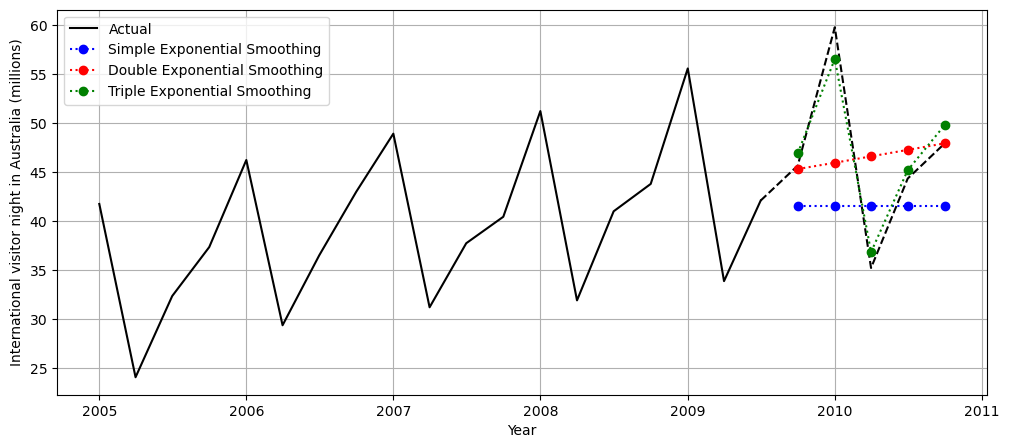 Actual
Simple Exponential Smoothing
Double Exponential Smoothing
Triple Exponential Smoothing
International visitor night in Australia (millions)
60
55
50
45
40
35
30
25
2005 2006 2007 2008 2009 2010 2011
Year